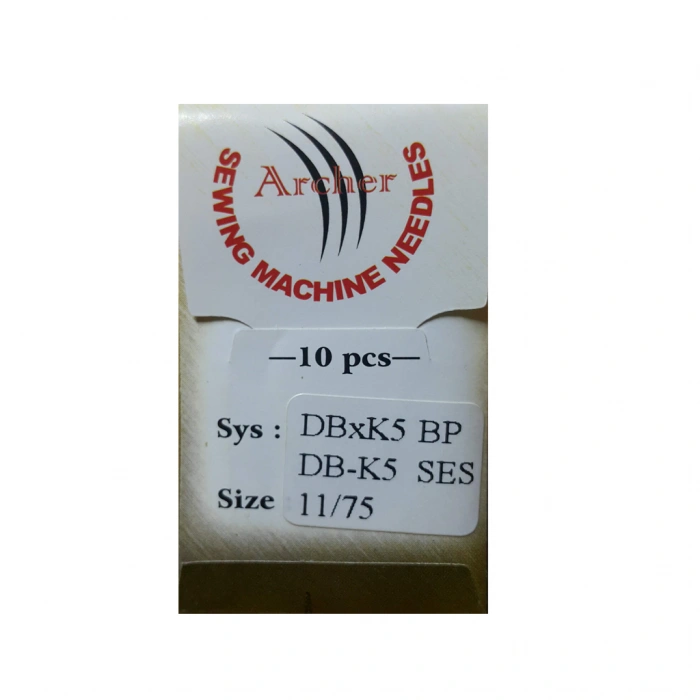 Archer
SEWING MACHINE NEEDLES
—10 pcs—
Sys : DBxK5 BP
DB-K5 SES
Size 11/75